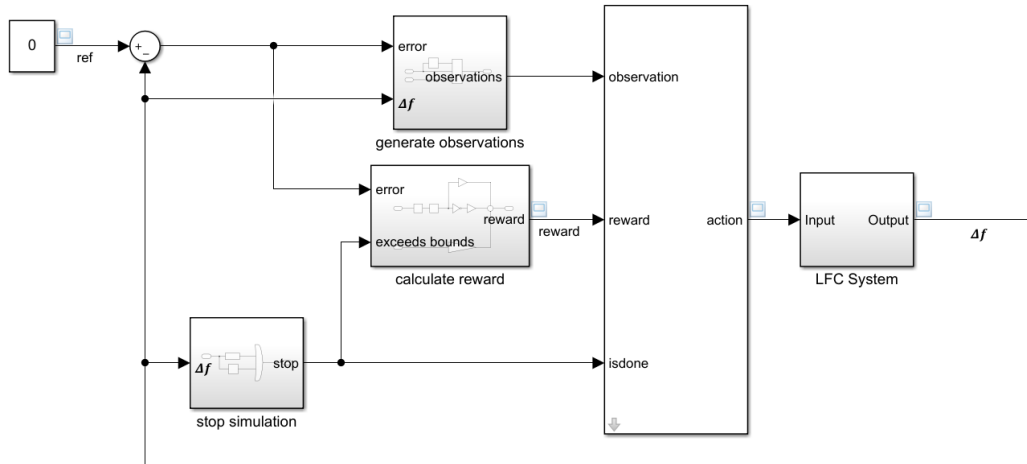 0
ref
+
−
error
observations
Δf
generate observations
observation
error
reward
exceeds bounds
calculate reward
reward
reward
action
Input
Output
LFC System
Δf
Δf
stop
stop simulation
isdone